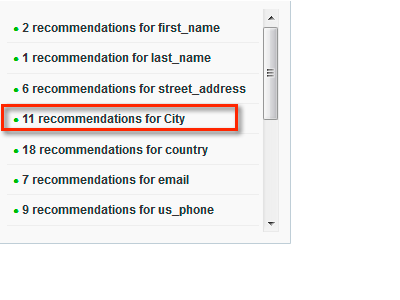 2 recommendations for first_name
1 recommendation for last_name
6 recommendations for street_address
11 recommendations for City
18 recommendations for country
7 recommendations for email
9 recommendations for us_phone